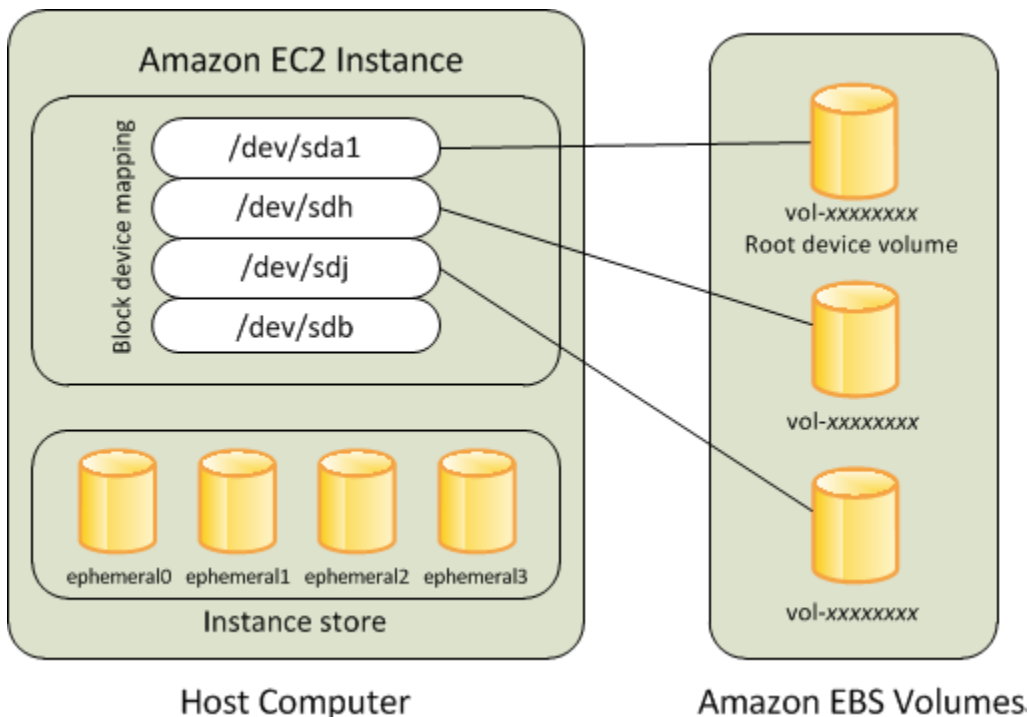 Amazon EC2 Instance
Block device mapping
/dev/sda1
/dev/sdh
/dev/sdj
/dev/sdb
ephemeral0 ephemeral1 ephemeral2 ephemeral3
Instance store
Host Computer
vol-xxxxxxxx
Root device volume
vol-xxxxxxxx
vol-xxxxxxxx
Amazon EBS Volumes